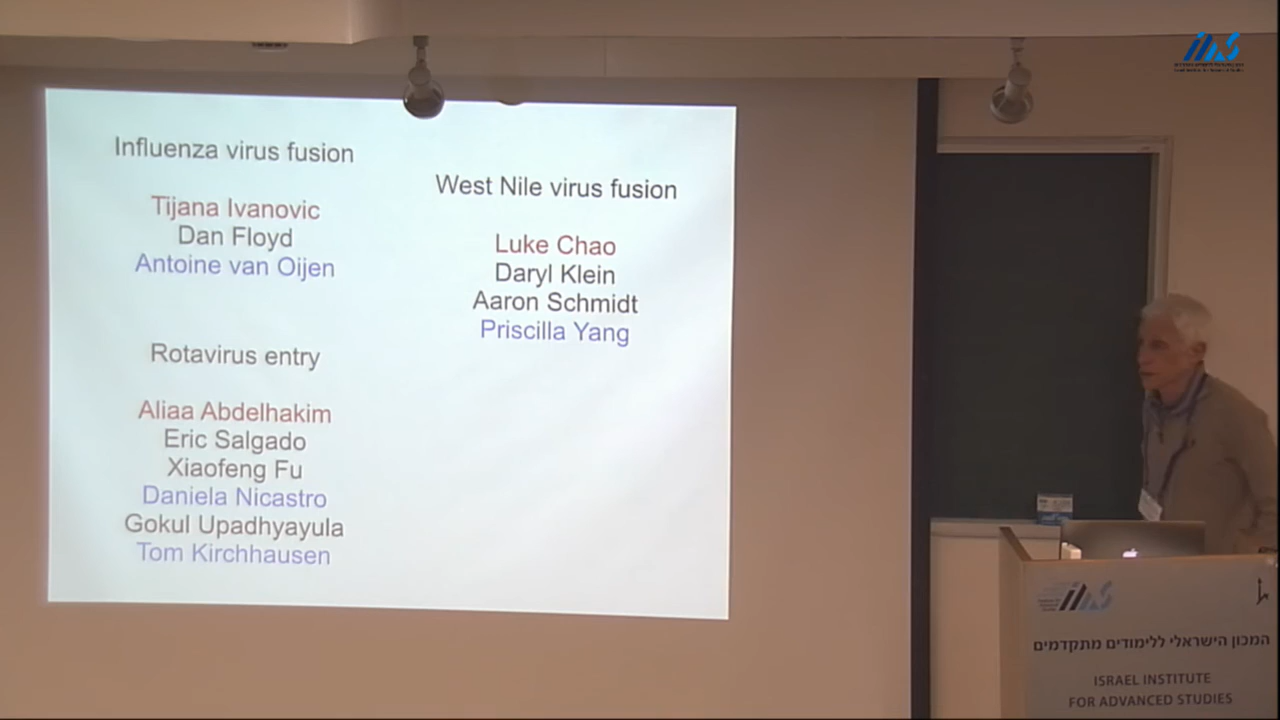 Influenza virus fusion
Tijana Ivanovic
Dan Floyd
Antoine van Oijen
Rotavirus entry
Aliaa Abdelhakim
Eric Salgado
Xiaofeng Fu
Daniela Nicastro
Gokul Upadhyayula
Tom Kirchhausen
West Nile virus fusion
Luke Chao
Daryl Klein
Aaron Schmidt
Priscilla Yang
המכון הישראלי ללימודים מתקדמים
ISRAEL INSTITUTE
FOR ADVANCED STUDIES